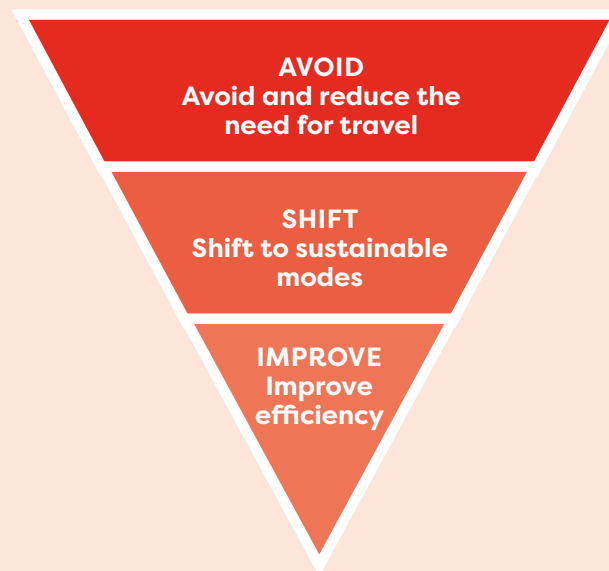 AVOID
Avoid and reduce the
need for travel
SHIFT
Shift to sustainable
modes
IMPROVE
Improve
efficiency